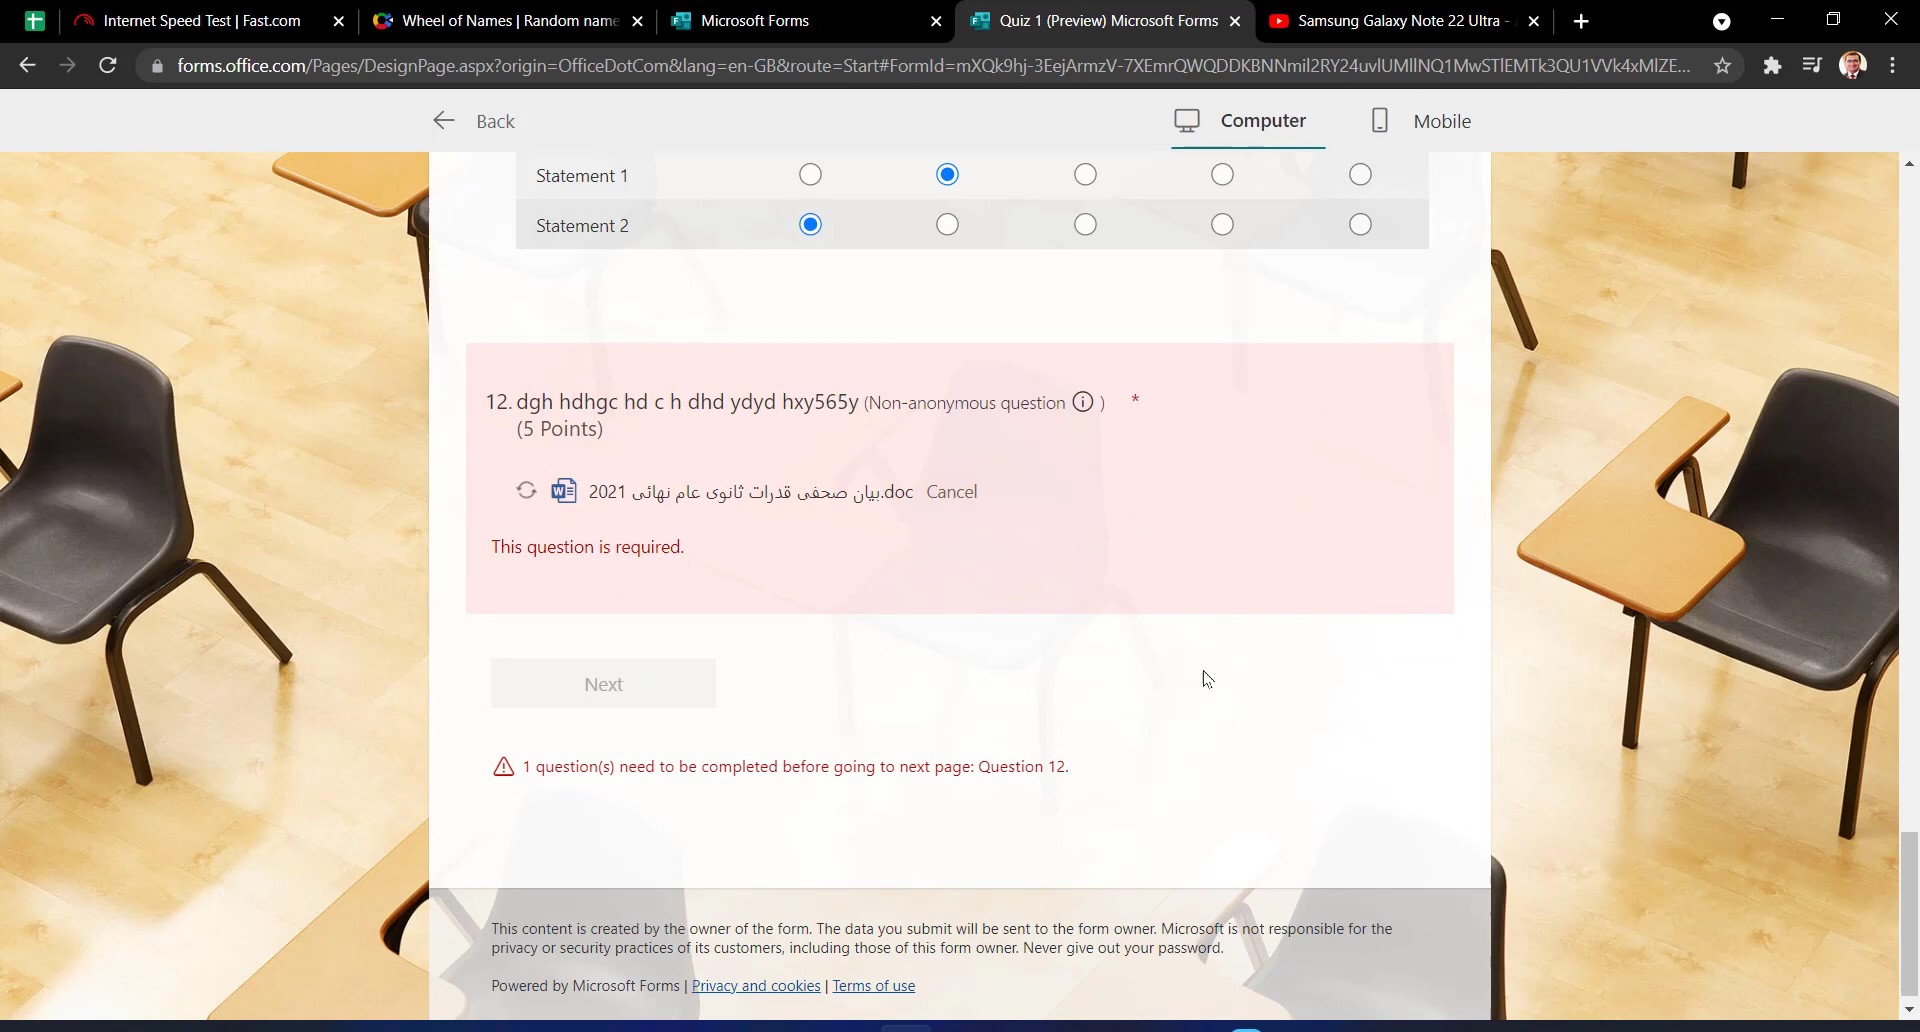 Internet Speed Test | Fast.com
Wheel of Names | Random name
Microsoft Forms
Quiz 1 (Preview) Microsoft Forms
Samsung Galaxy Note 22 Ultra -
forms.office.com/Pages/DesignPage.aspx?origin=OfficeDotCom&lang=en-GB&route=Start#FormId=mXQk9hj-3EejArmzV-7XEmrQWQDDKBNNmil2RY24uvlUMllNQ1MwSTlEMTk3QU1VVk4xMlZE...
Back
Computer
Mobile
Statement 1
Statement 2
12. dgh hdhgc hd c h dhd ydyd hxy565y (Non-anonymous question ) *
(5 Points)
بيان صحفى قدرات ثانوى عام نهائى 2021.doc Cancel
This question is required.
Next
1 question(s) need to be completed before going to next page: Question 12.
This content is created by the owner of the form. The data you submit will be sent to the form owner. Microsoft is not responsible for the
privacy or security practices of its customers, including those of this form owner. Never give out your password.
Powered by Microsoft Forms | Privacy and cookies | Terms of use